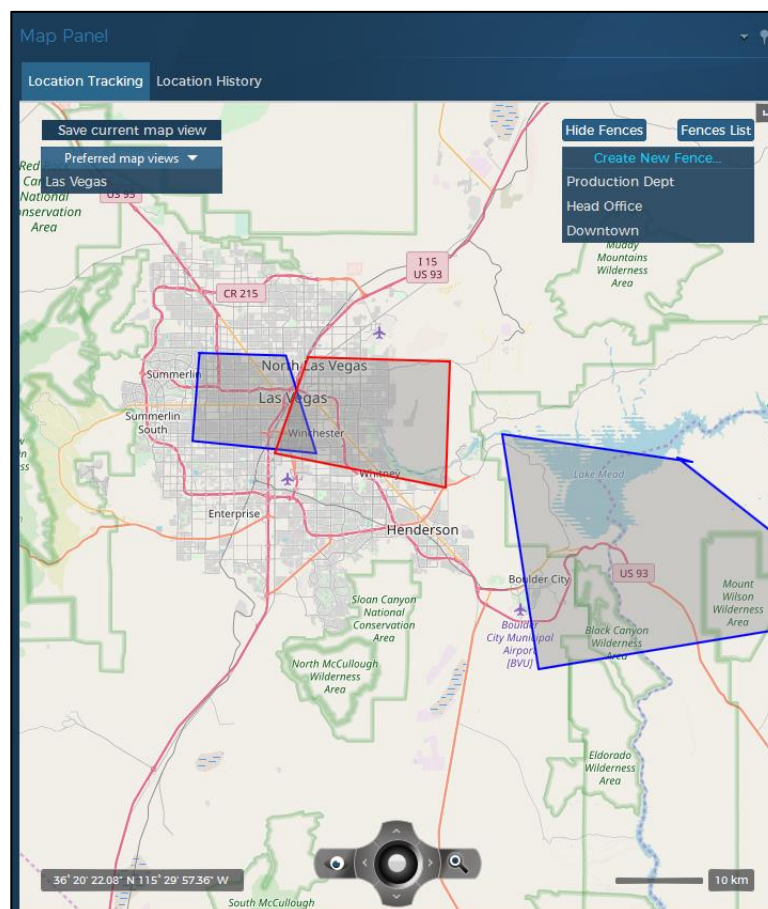 Map Panel
Location Tracking
Location History
Save current map view
Hide Fences
Fences List
Preferred map views
Create New Fence...
Las Vegas
Production Dept
Head Office
Downtown
National
Conservation
Area
US 93
Muddy
Mountains
Wilderness
Area
I 15
US 93
CR 215
North Las Vegas
Summerlin
Las Vegas
Summerlin
South
Winchester
Whitney
Lake Mead
Enterprise
Henderson
Boulder City
US 93
Mount
Wilson
Wilderness
Area
Sloan Canyon
National
Conservation
Area
Boulder
City Municipal
Airport
[BVU]
Black Canyon
Wilderness
Area
North McCullough
Wilderness
Area
Eldorado
Wilderness
Area
36° 20' 22.08" N 115° 29' 57.36" W
10 km
South McCullough